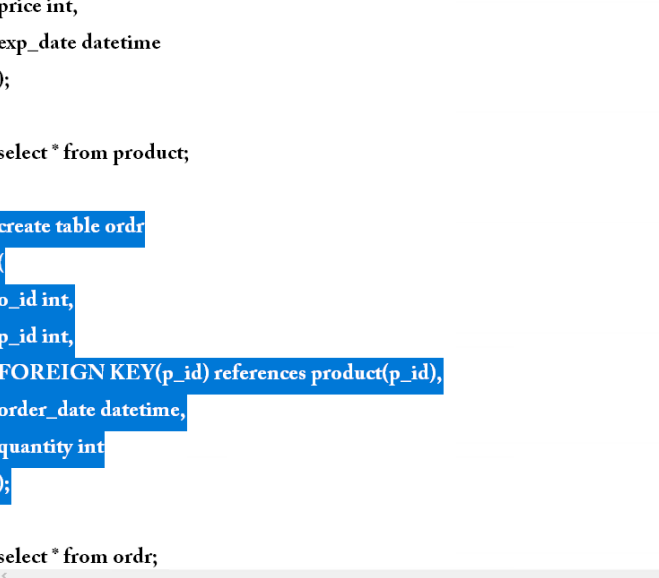 price int,
exp_date datetime
);
select * from product;
create table ordr
(
o_id int,
p_id int,
FOREIGN KEY(p_id) references product(p_id),
order_date datetime,
quantity int
);
select * from ordr;